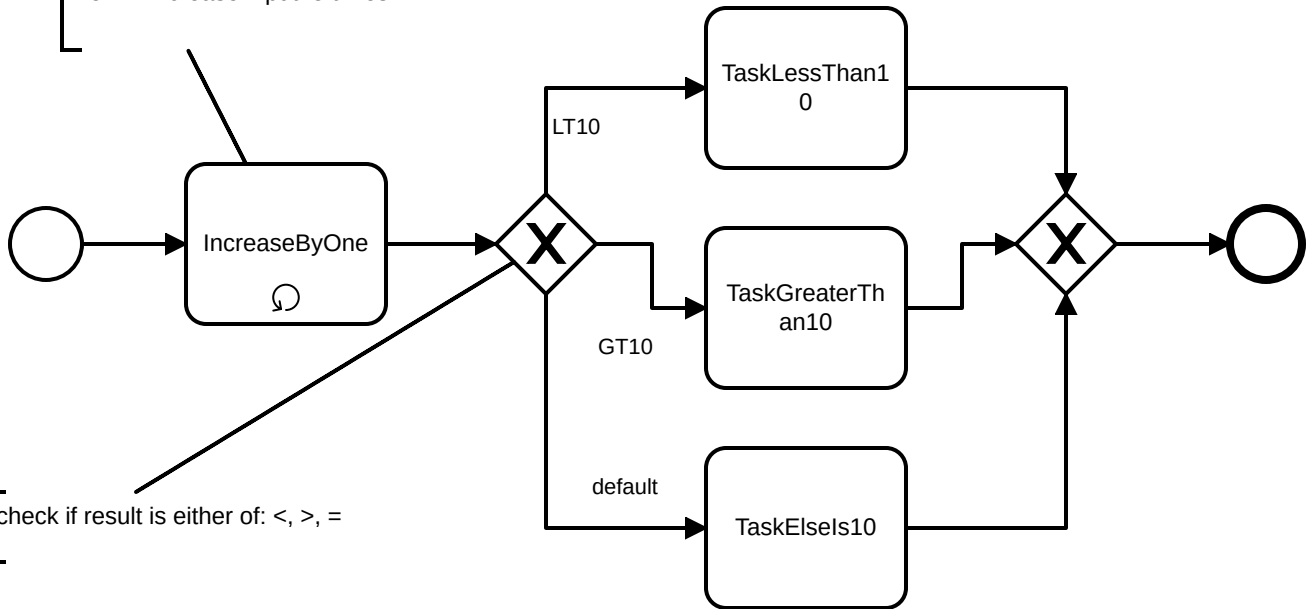 TaskLessThan1
0
LT10
IncreaseByOne
X
X
TaskGreaterTh
an10
GT10
default
check if result is either of: <, >, =
TaskElseIs10